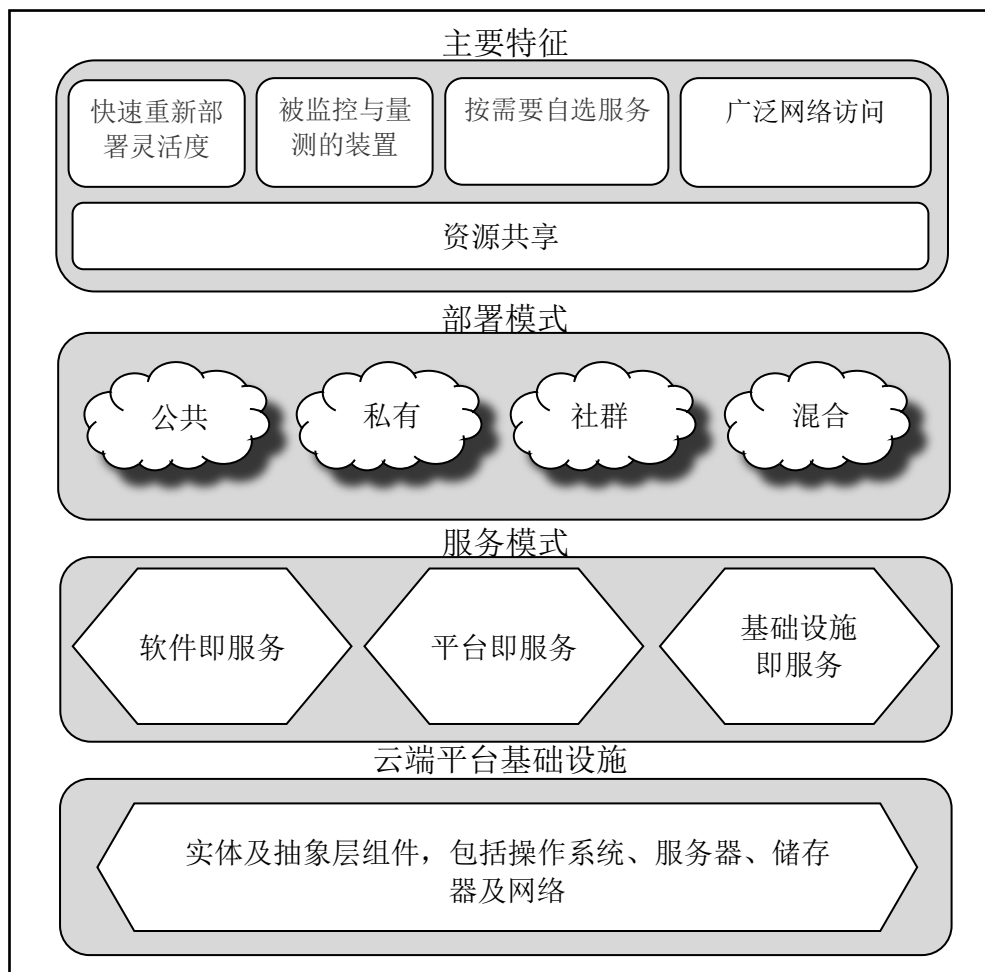 主要特征
快速重新部
署灵活度
被监控与量
测的装置
按需要自选服务
广泛网络访问
资源共享
部署模式
公共
私有
社群
混合
服务模式
软件即服务
平台即服务
基础设施
即服务
云端平台基础设施
实体及抽象层组件，包括操作系统、服务器、储存
器及网络